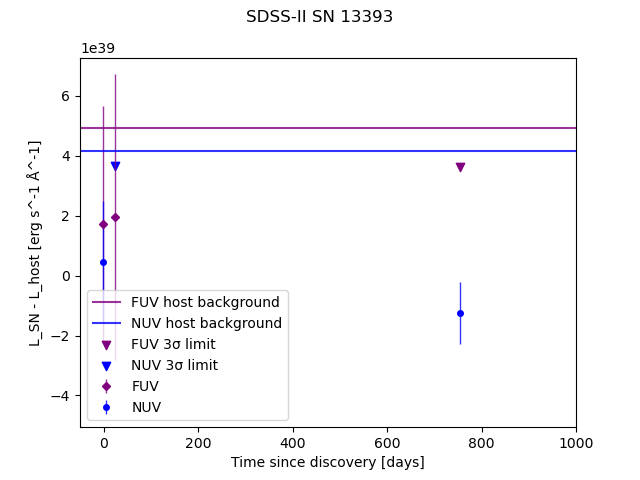 SDSS-II SN 13393
1e39
6
4
2
0
−2
−4
L_SN - L_host [erg s^-1 Å^-1]
FUV host background
NUV host background
FUV 3σ limit
NUV 3σ limit
FUV
NUV
0 200 400 600 800 1000
Time since discovery [days]